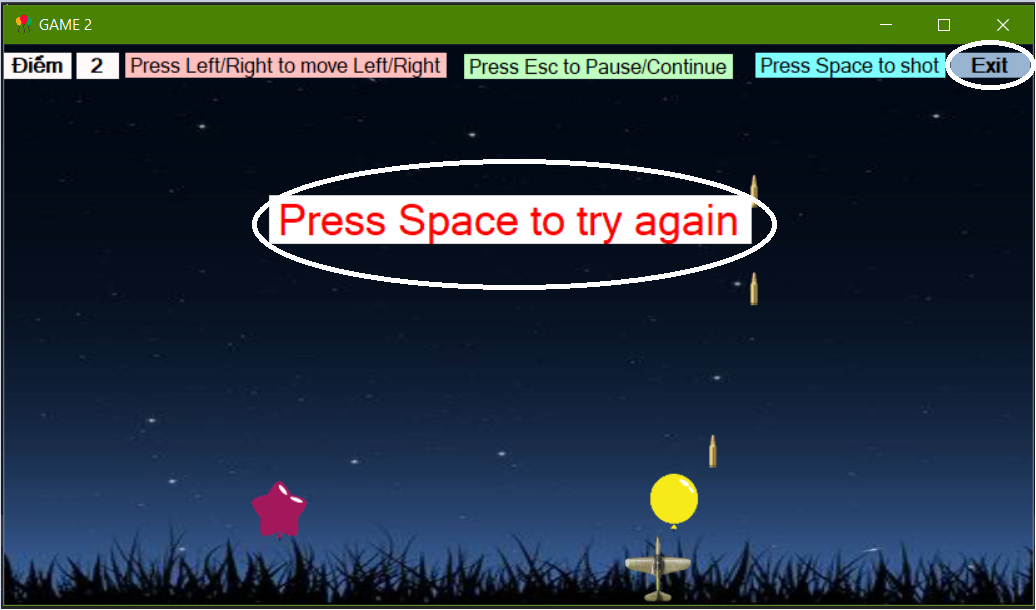 GAME 2
Điểm 2 Press Left/Right to move Left/Right Press Esc to Pause/Continue Press Space to shot Exit
Press Space to try again